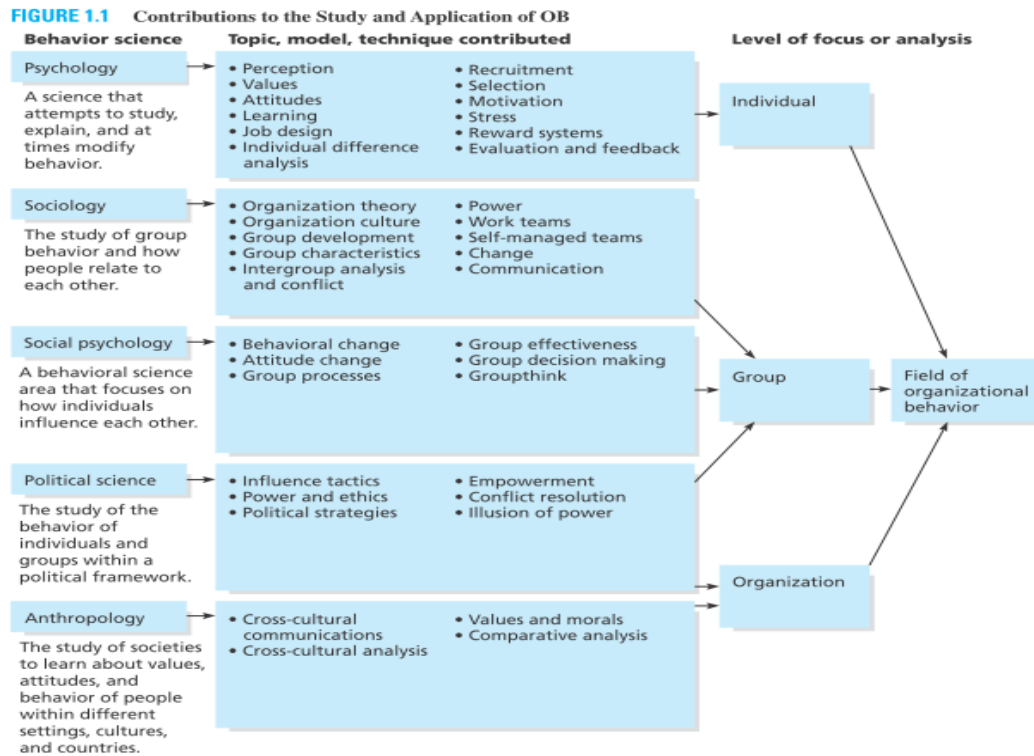 FIGURE 1.1 Contributions to the Study and Application of OB
Behavior science
Topic, model, technique contributed
Level of focus or analysis
Psychology
A science that
attempts to study,
explain, and at
times modify
behavior.
• Perception
• Values
• Attitudes
• Learning
• Job design
• Individual difference
analysis
• Recruitment
• Selection
• Motivation
• Stress
• Reward systems
• Evaluation and feedback
Individual
Sociology
The study of group
behavior and how
people relate to
each other.
• Organization theory
• Organization culture
• Group development
• Group characteristics
• Intergroup analysis
and conflict
• Power
• Work teams
• Self-managed teams
• Change
• Communication
Social psychology
A behavioral science
area that focuses on
how individuals
influence each other.
• Behavioral change
• Attitude change
• Group processes
• Group effectiveness
• Group decision making
• Groupthink
Group
Field of
organizational
behavior
Political science
The study of the
behavior of
individuals and
groups within a
political framework.
• Influence tactics
• Power and ethics
• Political strategies
• Empowerment
• Conflict resolution
• Illusion of power
Organization
Anthropology
The study of societies
to learn about values,
attitudes, and
behavior of people
within different
settings, cultures,
and countries.
• Cross-cultural
communications
• Cross-cultural analysis
• Values and morals
• Comparative analysis